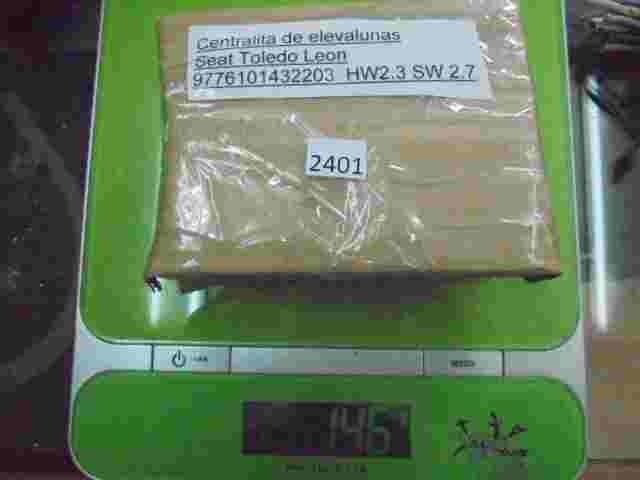 Centralita de elevalunas
Seat Toledo Leon
9776101432203 HW2.3 SW 2.7
2401
146